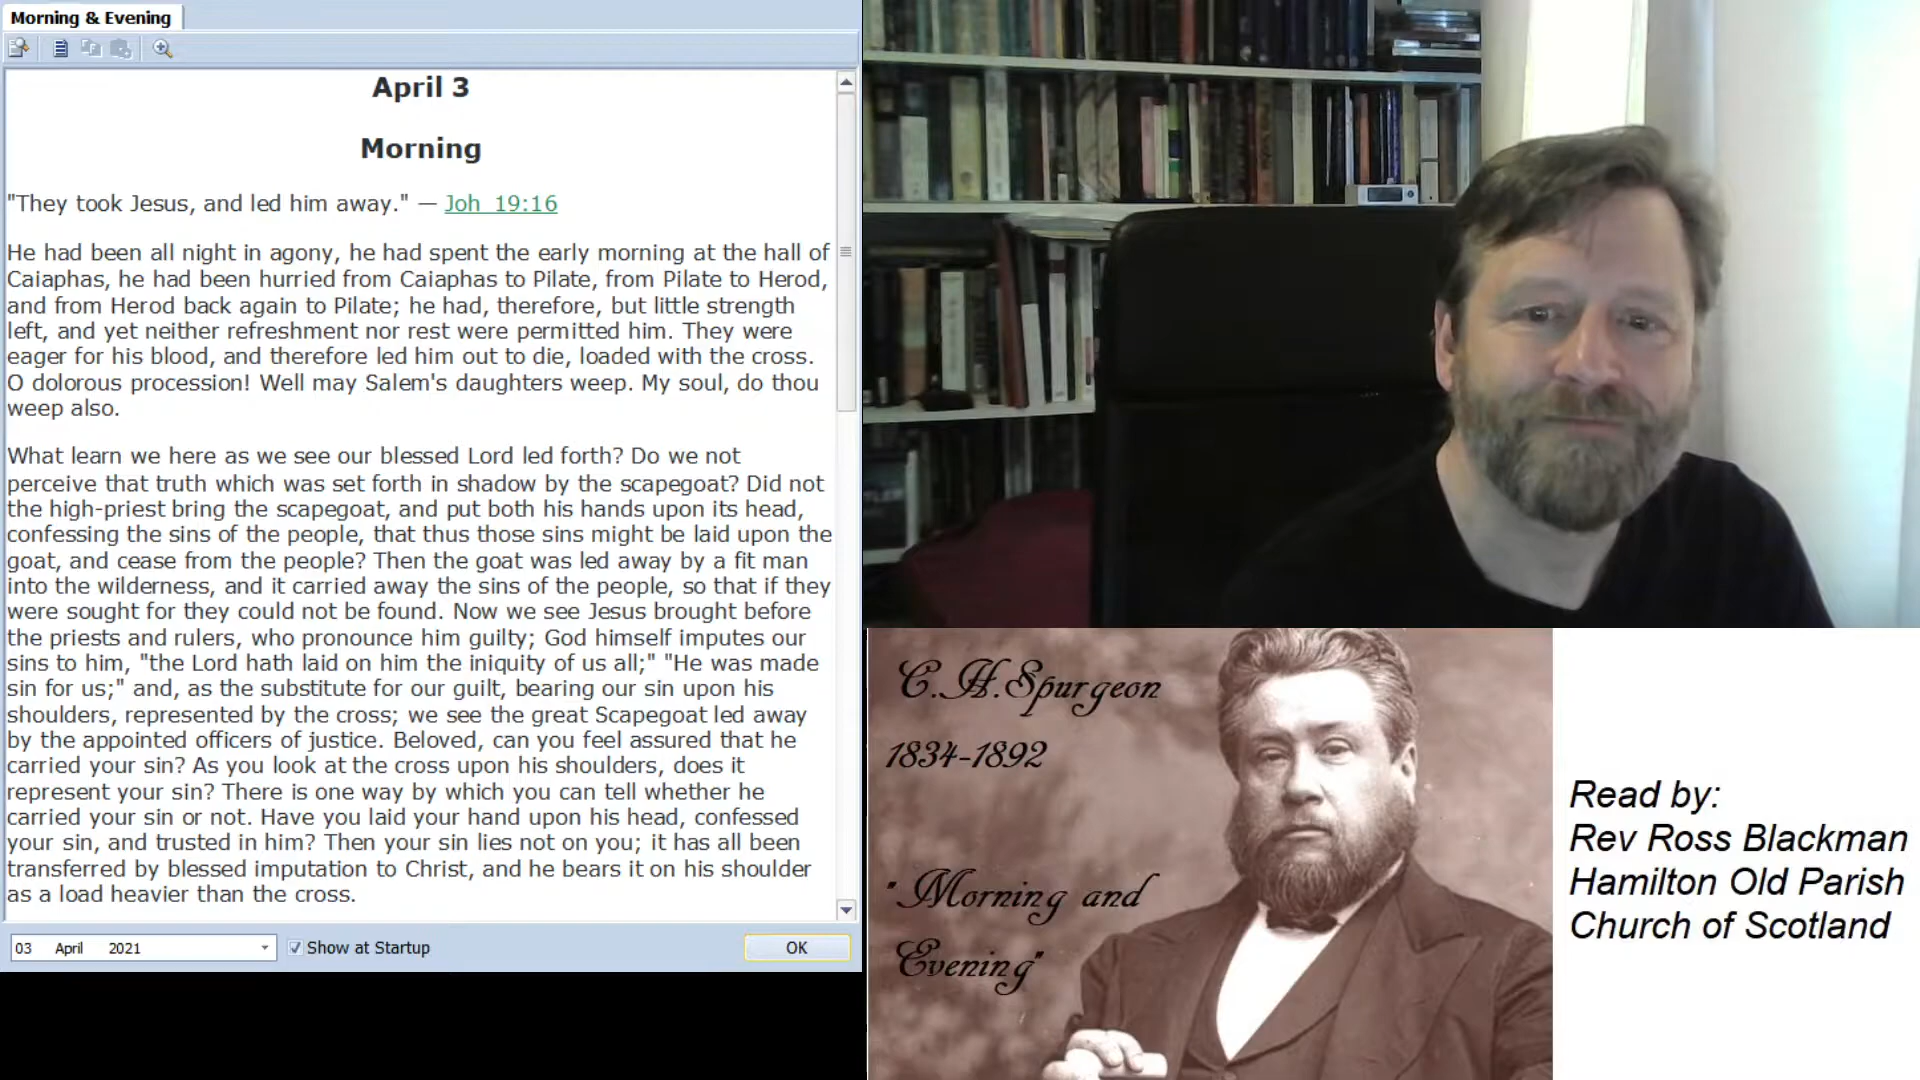 Morning & Evening
April 3
Morning
"They took Jesus, and led him away." — Joh 19:16
He had been all night in agony, he had spent the early morning at the hall of
Caiaphas, he had been hurried from Caiaphas to Pilate, from Pilate to Herod,
and from Herod back again to Pilate; he had, therefore, but little strength
left, and yet neither refreshment nor rest were permitted him. They were
eager for his blood, and therefore led him out to die, loaded with the cross.
O dolorous procession! Well may Salem's daughters weep. My soul, do thou
weep also.
What learn we here as we see our blessed Lord led forth? Do we not
perceive that truth which was set forth in shadow by the scapegoat? Did not
the high-priest bring the scapegoat, and put both his hands upon its head,
confessing the sins of the people, that thus those sins might be laid upon the
goat, and cease from the people? Then the goat was led away by a fit man
into the wilderness, and it carried away the sins of the people, so that if they
were sought for they could not be found. Now we see Jesus brought before
the priests and rulers, who pronounce him guilty; God himself imputes our
sins to him, "the Lord hath laid on him the iniquity of us all;" "He was made
sin for us;" and, as the substitute for our guilt, bearing our sin upon his
shoulders, represented by the cross; we see the great Scapegoat led away
by the appointed officers of justice. Beloved, can you feel assured that he
carried your sin? As you look at the cross upon his shoulders, does it
represent your sin? There is one way by which you can tell whether he
carried your sin or not. Have you laid your hand upon his head, confessed
your sin, and trusted in him? Then your sin lies not on you; it has all been
transferred by blessed imputation to Christ, and he bears it on his shoulder
as a load heavier than the cross.
03 April 2021
Show at Startup
OK
C.H.Spurgeon
1834-1892
"Morning and
Evening"
Read by:
Rev Ross Blackman
Hamilton Old Parish
Church of Scotland